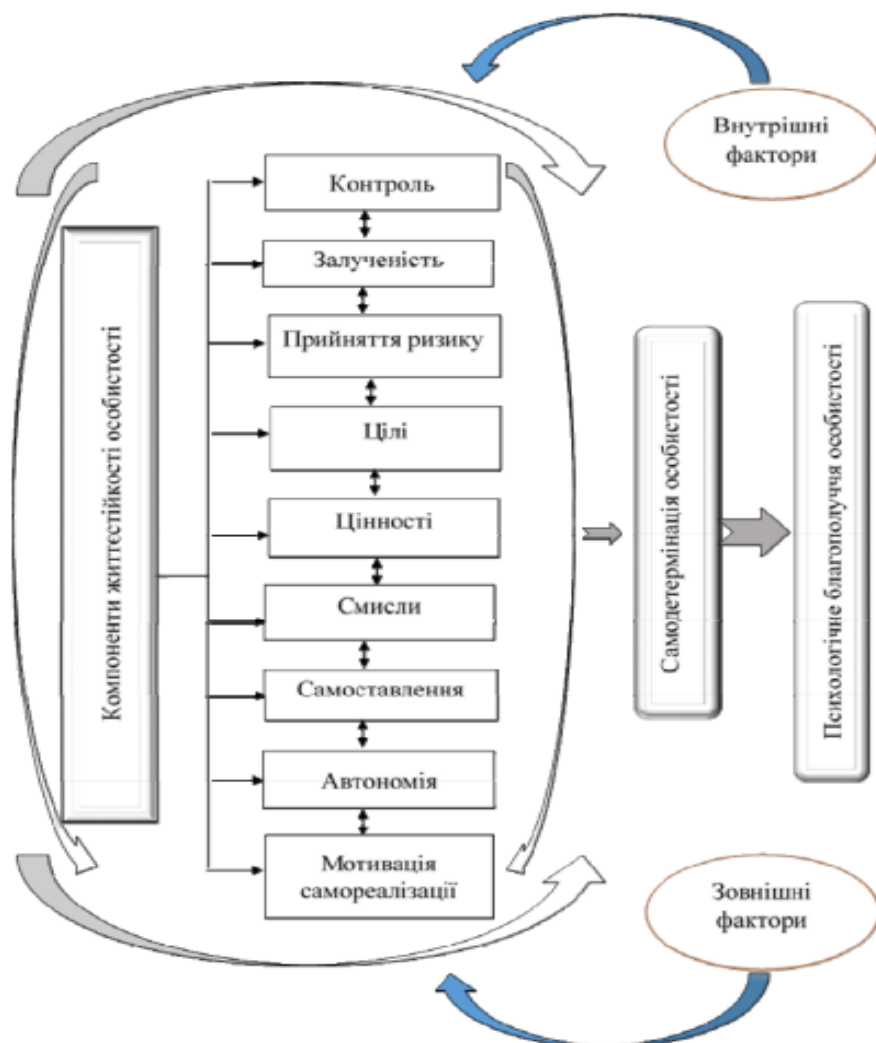 Внутрішні
фактори
Контроль
Залученість
Прийняття ризику
Цілі
Цінності
Смисли
Самоставлення
Автономія
Мотивація
самореалізації
Компоненти життєстійкості особистості
Самодетермінація особистості
Психологічне благополуччя особистості
Зовнішні
фактори